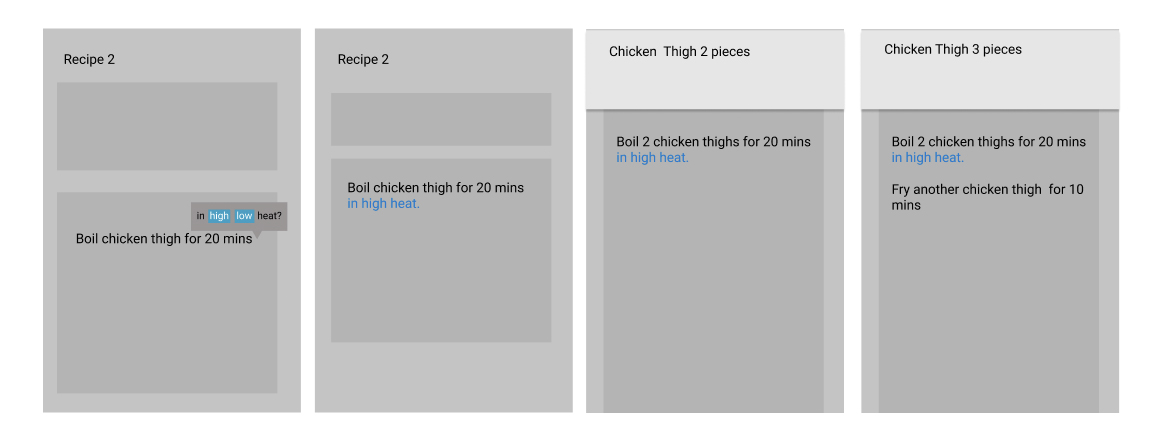 Recipe 2
in high low heat?
Boil chicken thigh for 20 mins
Recipe 2
Boil chicken thigh for 20 mins
in high heat.
Chicken  Thigh 2 pieces
Boil 2 chicken thighs for 20 mins
in high heat.
Chicken Thigh 3 pieces
Boil 2 chicken thighs for 20 mins
in high heat.
Fry another chicken thigh  for 10
mins